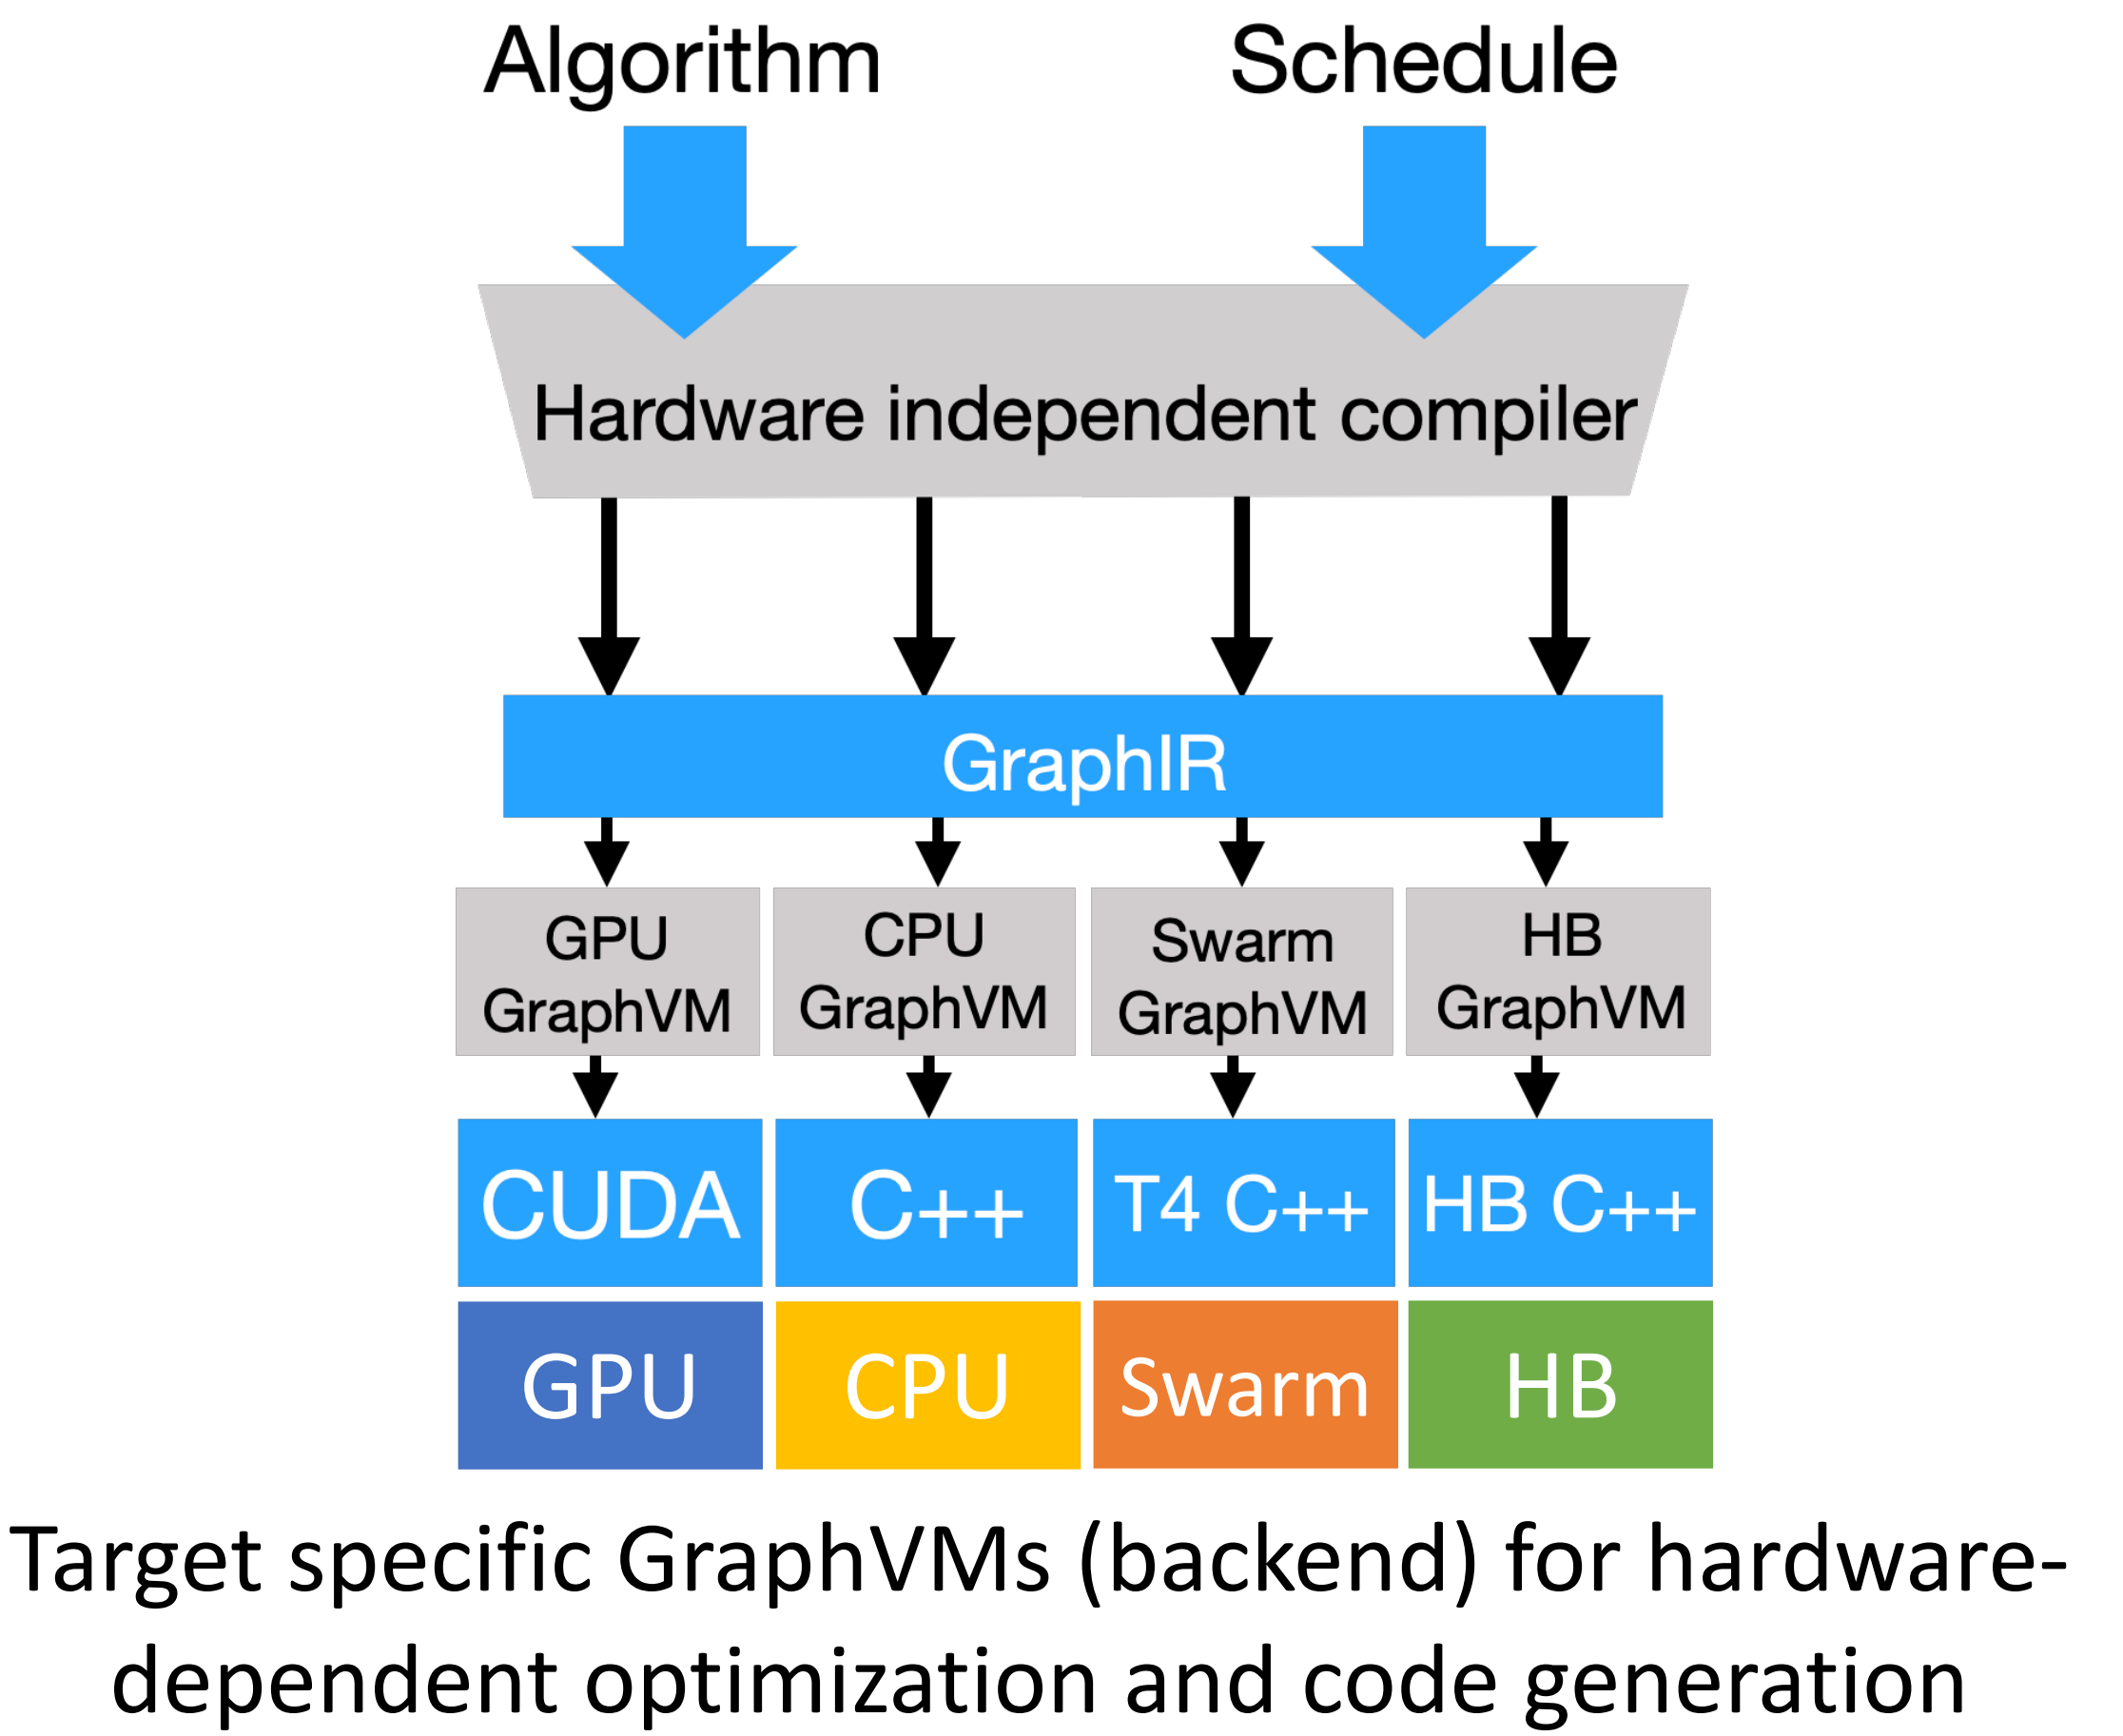 Algorithm Schedule
Hardware independent compiler
GraphIR
GPU
GraphVM
CPU
GraphVM
Swarm
GraphVM
HB
GraphVM
CUDA C++ T4 C++ HB C++
GPU CPU Swarm HB
Target specific GraphVMs (backend) for hardware-
dependent optimization and code generation